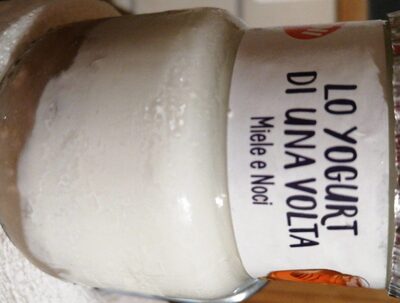 LO YOGURT
DI UNA VOLTA
Miele e Noci